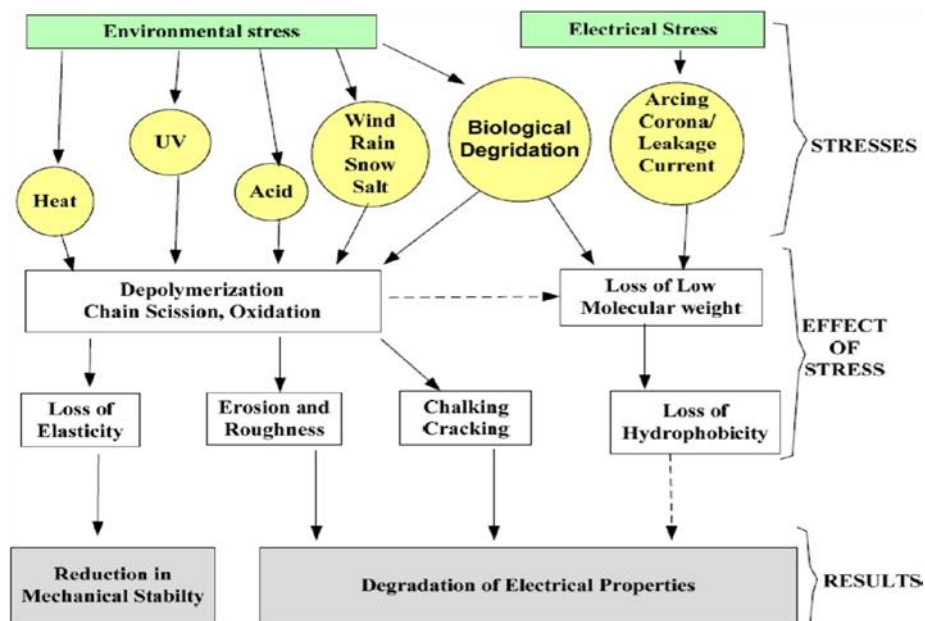 Environmental stress
Electrical Stress
Heat
UV
Acid
Wind
Rain
Snow
Salt
Biological
Degridation
Arcing
Corona/
Leakage
Current
STRESSES
Depolymerization
Chain Scission, Oxidation
Loss of Low
Molecular weight
EFFECT
OF
STRESS
Loss of
Elasticity
Erosion and
Roughness
Chalking
Cracking
Loss of
Hydrophobicity
Reduction in
Mechanical Stabilty
Degradation of Electrical Properties
RESULTS